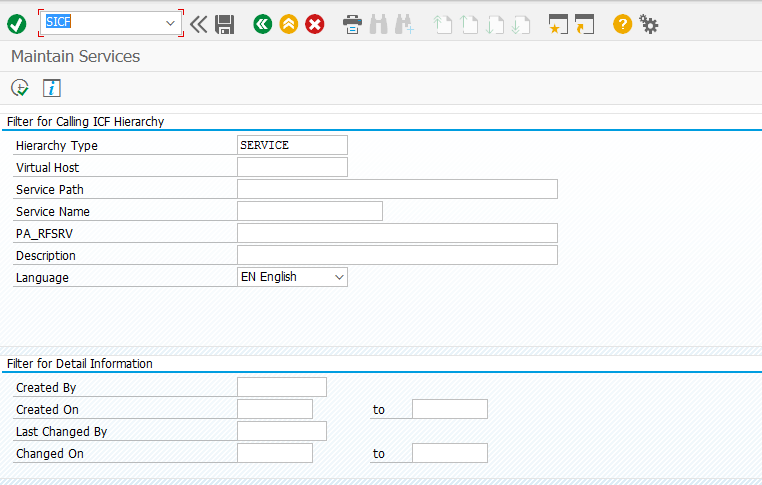 SICF
Maintain Services
Filter for Calling ICF Hierarchy
Hierarchy Type SERVICE
Virtual Host
Service Path
Service Name
PA_RFSRV
Description
Language EN English
Filter for Detail Information
Created By
Created On to
Last Changed By
Changed On to